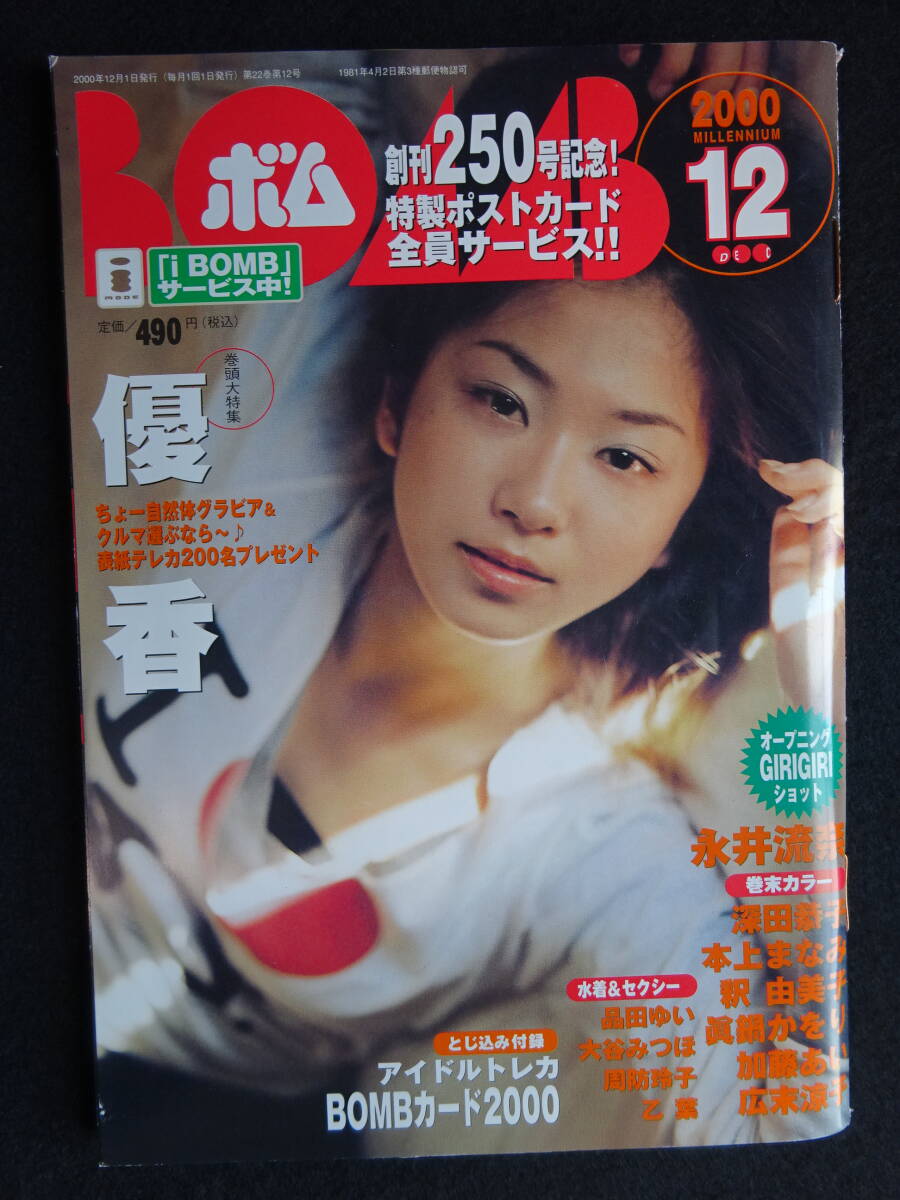 2000年12月1日発行（毎月1回1日発行）第22巻第12号
1981年4月2日第3種郵便物認可
BOMB
ボム
創刊250号記念!
特製ポストカード
全員サービス!!
2000
MILLENNIUM
12
DEC
i
MODE
「i BOMB」
サービス中!
定価/490円(税込)
巻頭大特集
優香
ちょー自然体グラビア&
クルマ選ぶなら〜♪
表紙テレカ200名プレゼント
オープニング
GIRIGIRI
ショット
永井流奈
巻末カラー
深田恭子
本上まなみ
釈 由美子
眞鍋かをり
加藤あい
広末涼子
水着&セクシー
品田ゆい
大谷みつほ
周防玲子
乙 葉
とじ込み付録
アイドルトレカ
BOMBカード2000